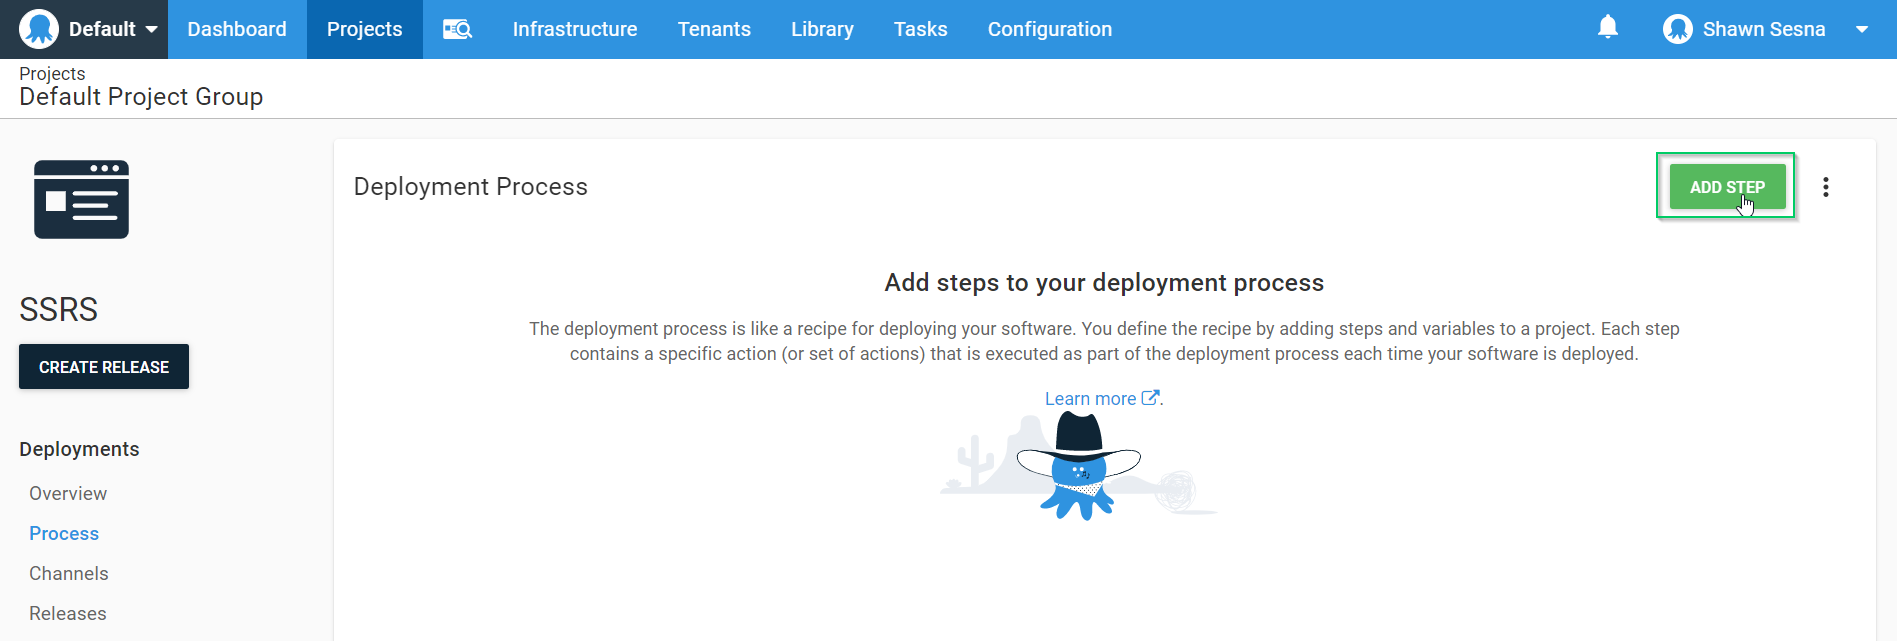 Default Dashboard Projects Infrastructure Tenants Library Tasks Configuration Shawn Sesna
Projects
Default Project Group
Deployment Process
ADD STEP
SSRS
CREATE RELEASE
Deployments
Overview
Process
Channels
Releases
Add steps to your deployment process
The deployment process is like a recipe for deploying your software. You define the recipe by adding steps and variables to a project. Each step
contains a specific action (or set of actions) that is executed as part of the deployment process each time your software is deployed.
Learn more.